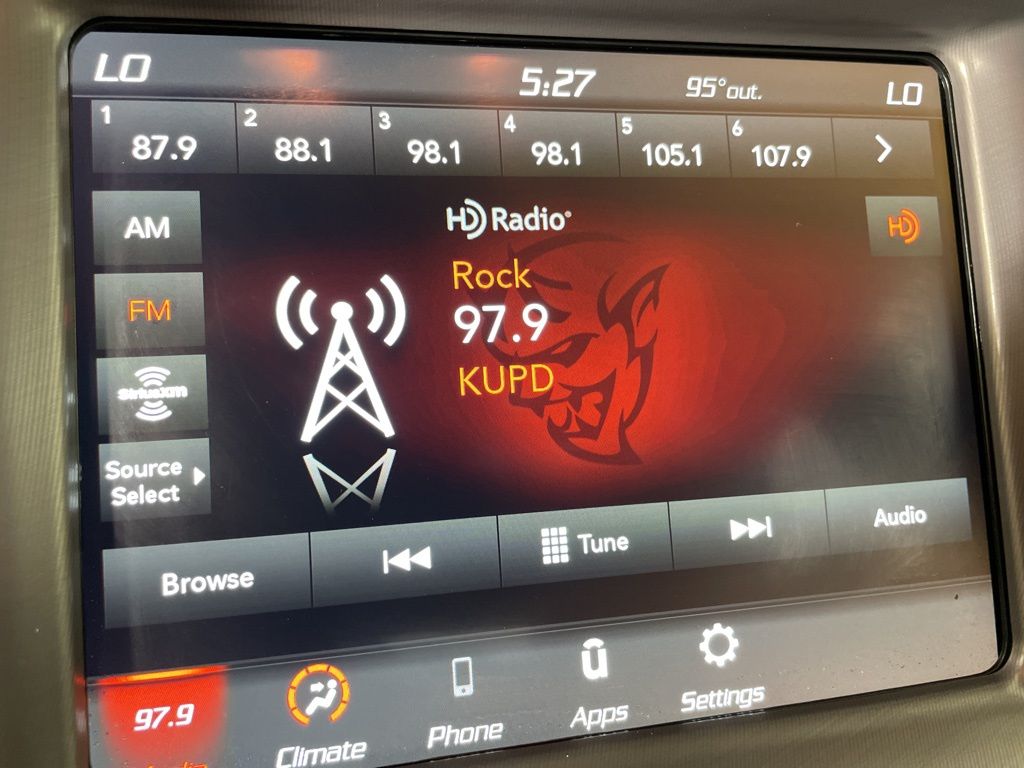 LO 5:27 95° out. LO
1 87.9 2 88.1 3 98.1 4 98.1 5 105.1 6 107.9
HD Radio®
HD
AM
FM
SiriusXM
Source
Select
Rock
97.9
KUPD
Browse Tune Audio
97.9
Audio
Climate Phone Apps Settings